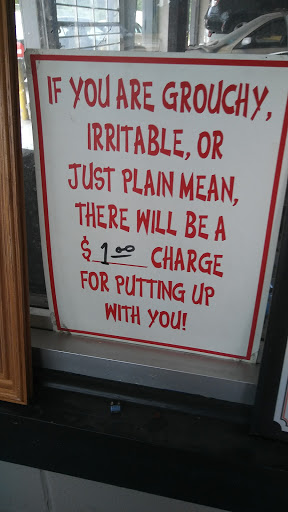 IF YOU ARE GROUCHY,
IRRITABLE, OR
JUST PLAIN MEAN,
THERE WILL BE A
$ 1.00 CHARGE
FOR PUTTING UP
WITH YOU!